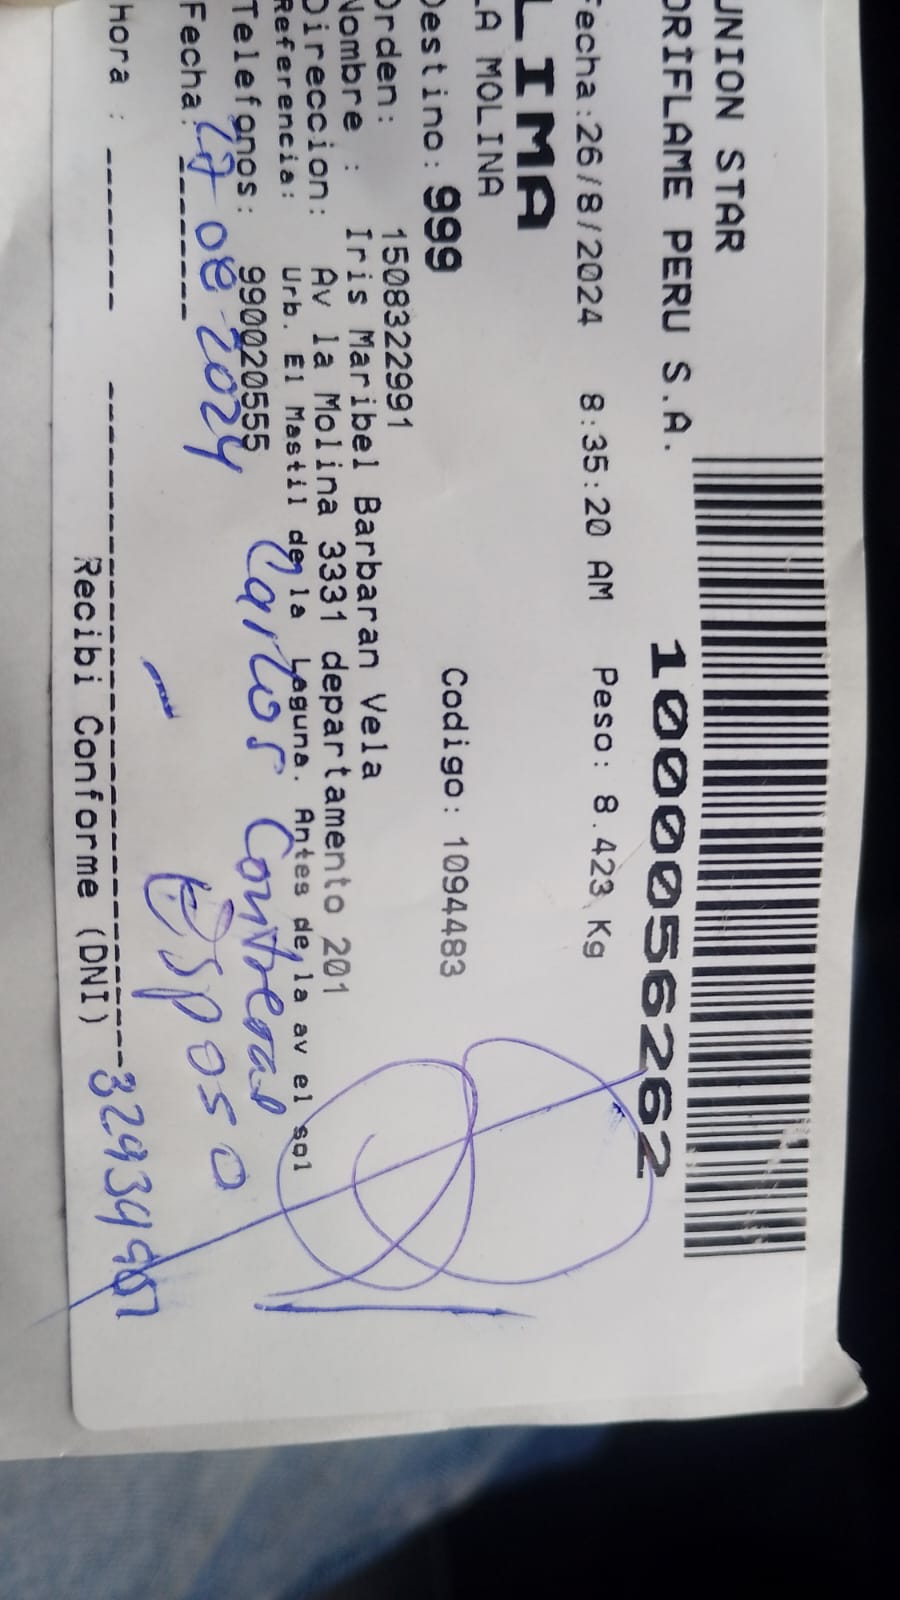 UNION STAR
ORIFLAME PERU S.A.
1000056262
Fecha:26/8/2024 8:35:20 AM Peso: 8.423 Kg
LIMA
LA MOLINA
Destino: 999 Codigo: 1094483
Orden: 1508322991
Nombre : Iris Maribel Barbaran Vela
Direccion: Av la Molina 3331 departamento 201
Referencia: Urb. El Mastil de la Laguna. Antes de la av el sol
Telefonos: 990020555
Carlos Contreras
Fecha: 27 08 2024
Esposo
Hora :
Recibi Conforme (DNI)